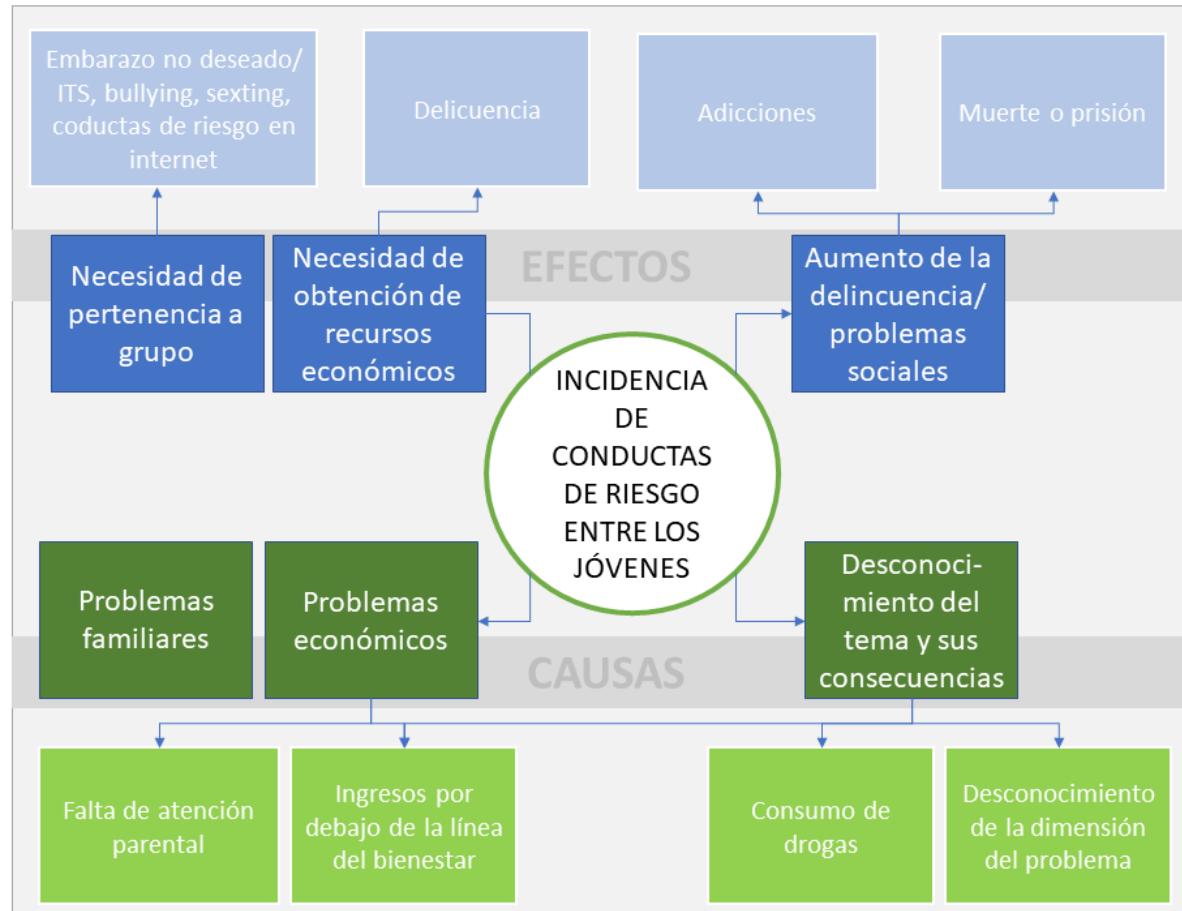 Embarazo no deseado/
ITS, bullying, sexting,
coductas de riesgo en
internet
Delicuencia
Adicciones
Muerte o prisión
EFECTOS
Necesidad de
pertenencia a
grupo
Necesidad de
obtención de
recursos
económicos
Aumento de la
delincuencia/
problemas
sociales
INCIDENCIA
DE
CONDUCTAS
DE RIESGO
ENTRE LOS
JÓVENES
Problemas
familiares
Problemas
económicos
Desconoci-
miento del
tema y sus
consecuencias
CAUSAS
Falta de atención
parental
Ingresos por
debajo de la línea
del bienestar
Consumo de
drogas
Desconocimiento
de la dimensión
del problema